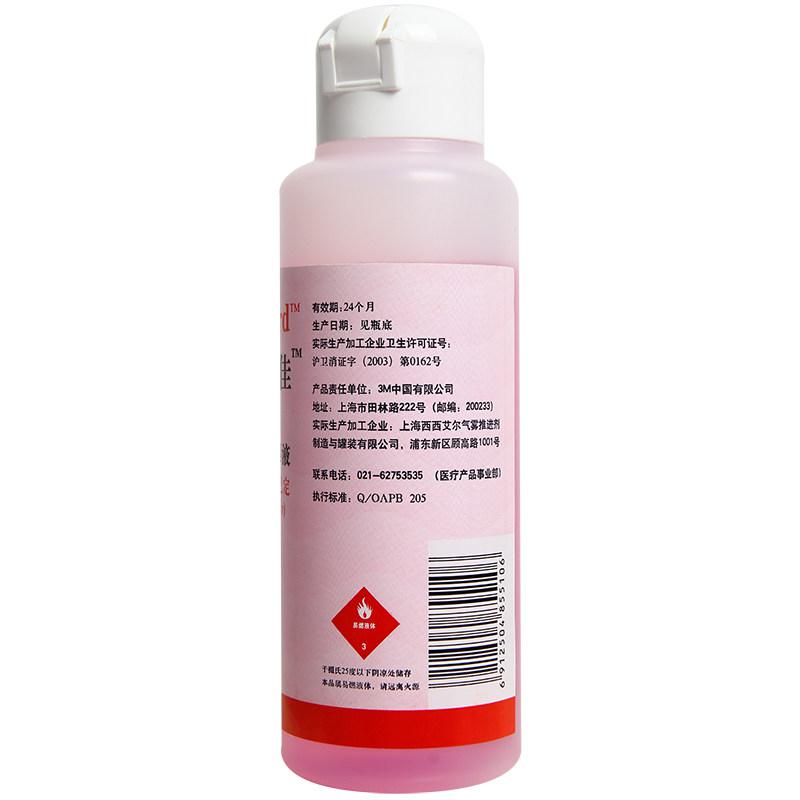 rd™
佳™
液
定
有效期:24个月
生产日期：见瓶底
实际生产加工企业卫生许可证号：
沪卫消证字（2003）第0162号
产品责任单位：3M中国有限公司
地址：上海市田林路222号（邮编：200233）
实际生产加工企业：上海西西艾尔气雾推进剂
制造与罐装有限公司，浦东新区顾高路1001号
联系电话：021-62753535 （医疗产品事业部）
执行标准：Q/OAPB 205
易燃液体
3
于摄氏25度以下阴凉处储存
本品属易燃液体，请远离火源
6912504855106